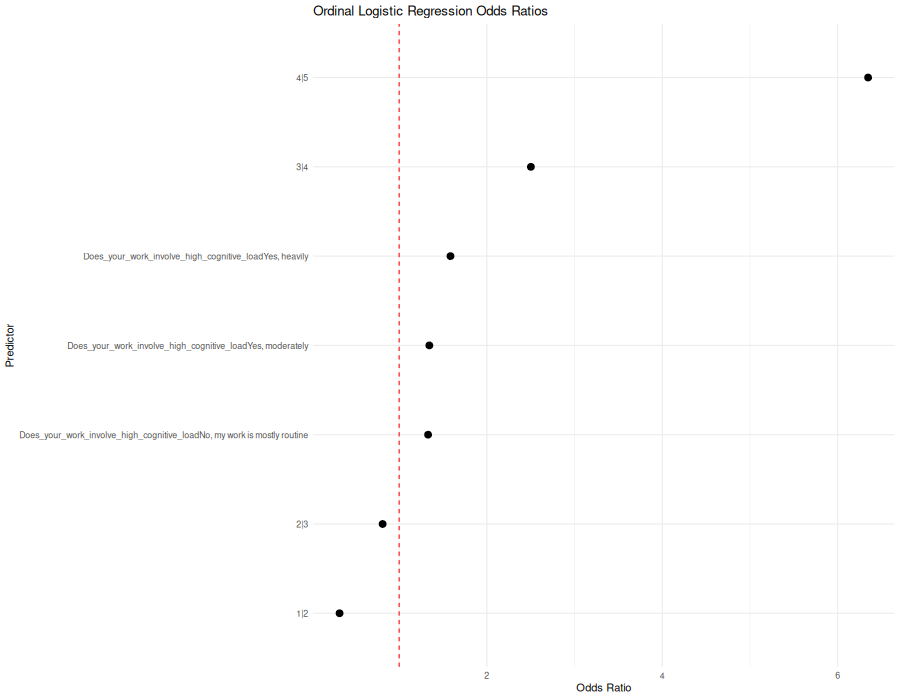 Ordinal Logistic Regression Odds Ratios
4|5
3|4
Does_your_work_involve_high_cognitive_loadYes, heavily
Does_your_work_involve_high_cognitive_loadYes, moderately
Does_your_work_involve_high_cognitive_loadNo, my work is mostly routine
2|3
1|2
Predictor
2
4
6
Odds Ratio